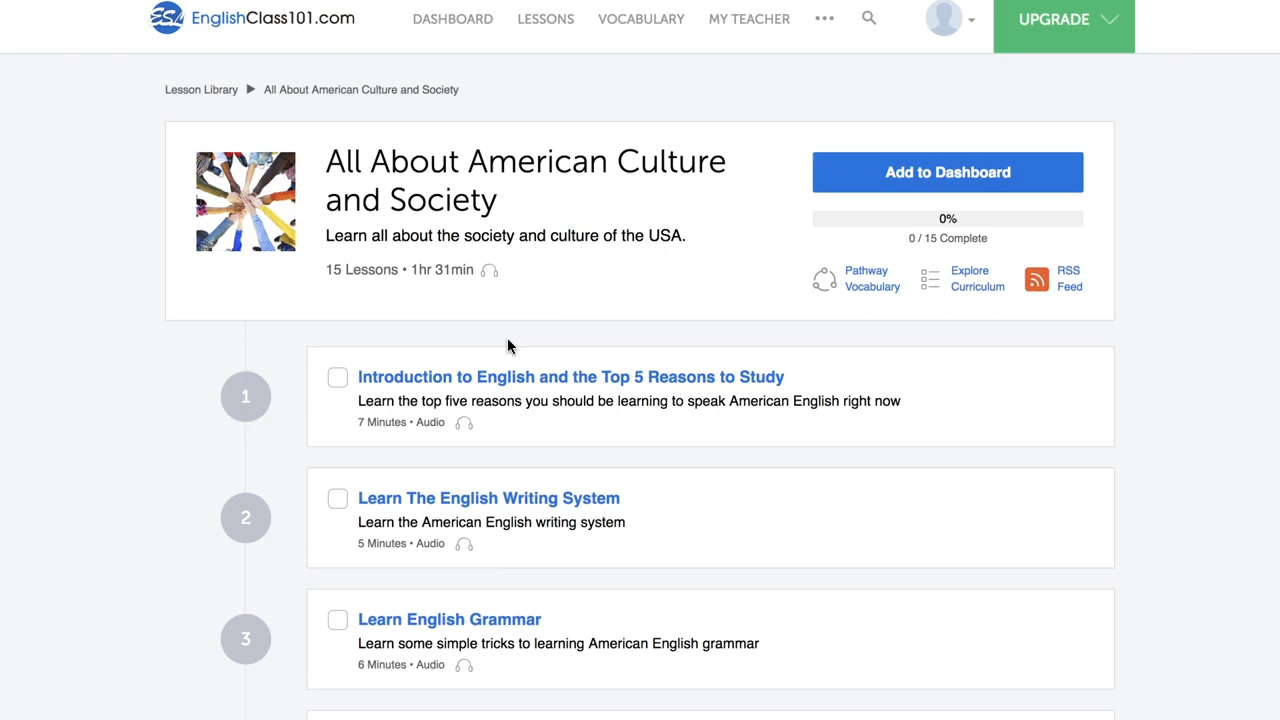 ESL EnglishClass101.com
DASHBOARD LESSONS VOCABULARY MY TEACHER ••• UPGRADE
Lesson Library ▶ All About American Culture and Society
All About American Culture
and Society
Learn all about the society and culture of the USA.
15 Lessons • 1hr 31min
Add to Dashboard
0%
0 / 15 Complete
Pathway
Vocabulary
Explore
Curriculum
RSS
Feed
1
Introduction to English and the Top 5 Reasons to Study
Learn the top five reasons you should be learning to speak American English right now
7 Minutes • Audio
2
Learn The English Writing System
Learn the American English writing system
5 Minutes • Audio
3
Learn English Grammar
Learn some simple tricks to learning American English grammar
6 Minutes • Audio